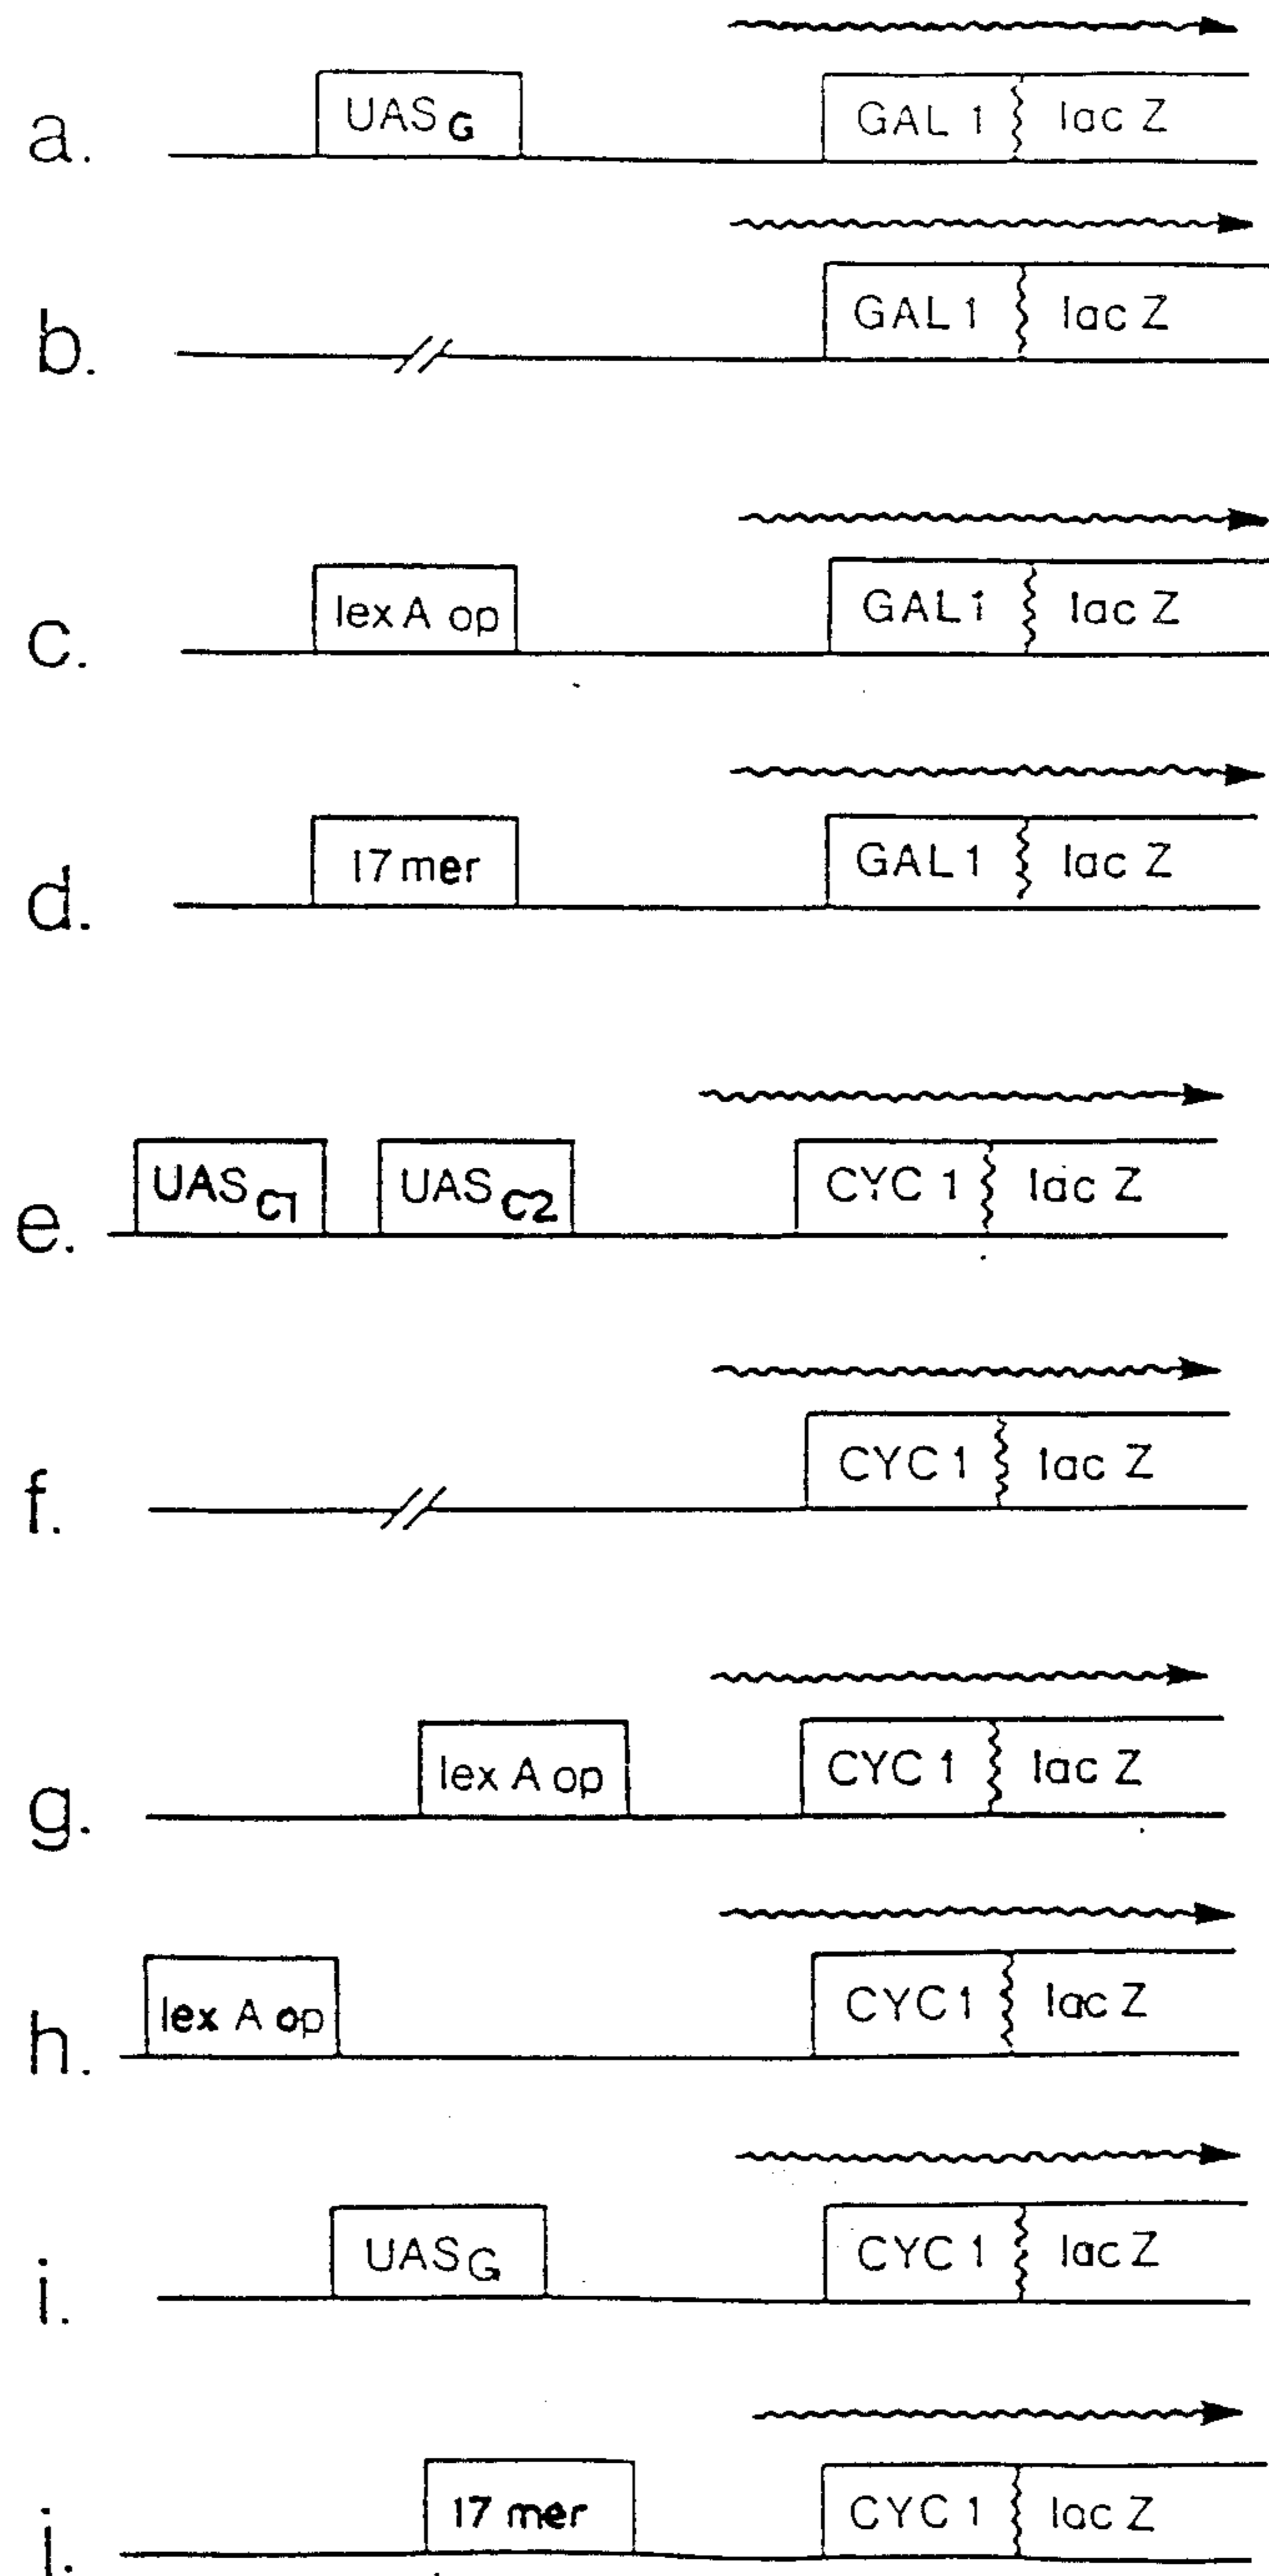 a. UAS G GAL 1 lac Z
b. GAL 1 lac Z
c. lex A op GAL 1 lac Z
d. 17 mer GAL 1 lac Z
e. UAS C1 UAS C2 CYC 1 lac Z
f. CYC 1 lac Z
g. lex A op CYC 1 lac Z
h. lex A op CYC 1 lac Z
i. UAS G CYC 1 lac Z
j. 17 mer CYC 1 lac Z